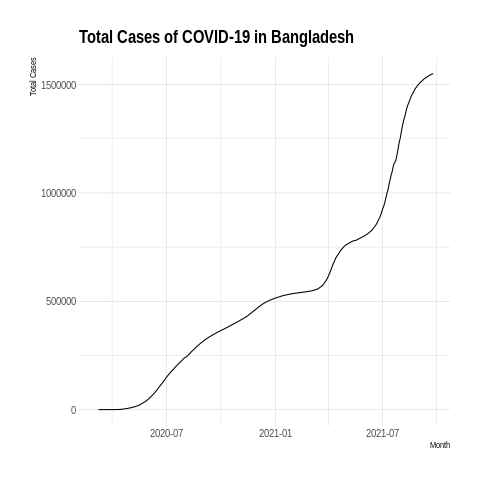 Total Cases of COVID-19 in Bangladesh
Total Cases
1500000
1000000
500000
0
2020-07
2021-01
2021-07
Month